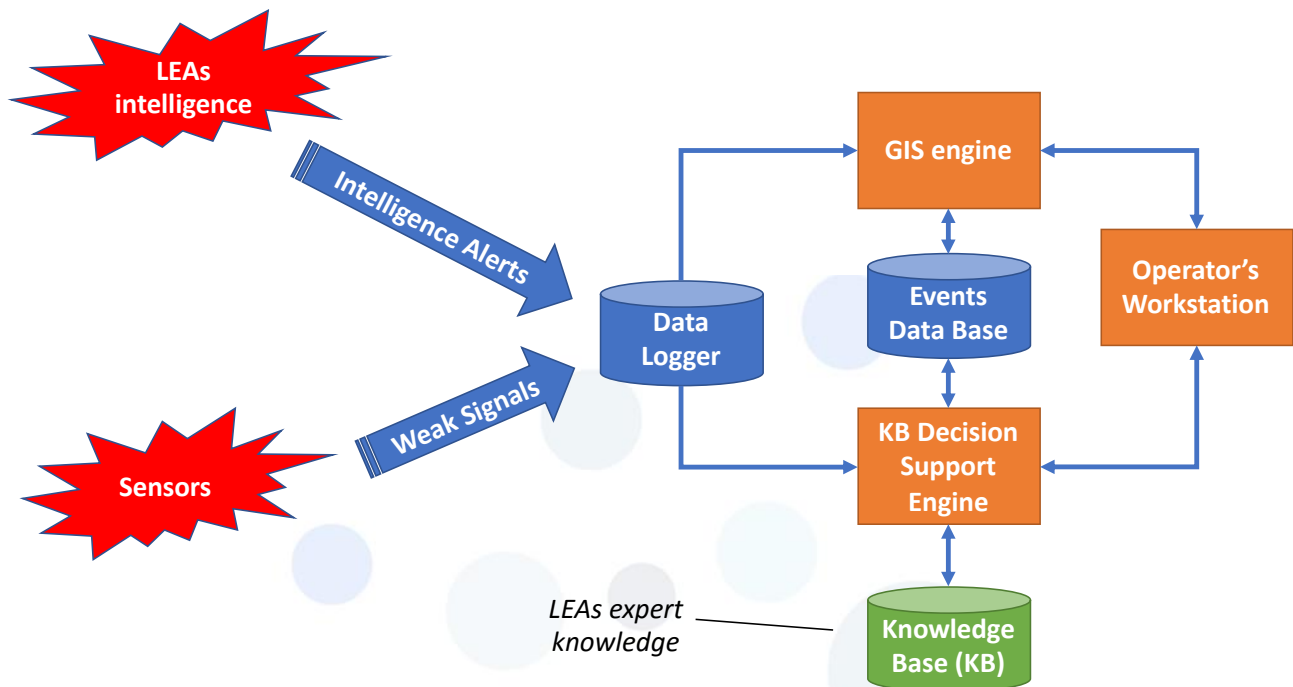 LEAs
intelligence
Intelligence Alerts
GIS engine
Operator’s
Workstation
Events
Data Base
Data
Logger
Weak Signals
KB Decision
Support
Engine
Sensors
LEAs expert
knowledge
Knowledge
Base (KB)